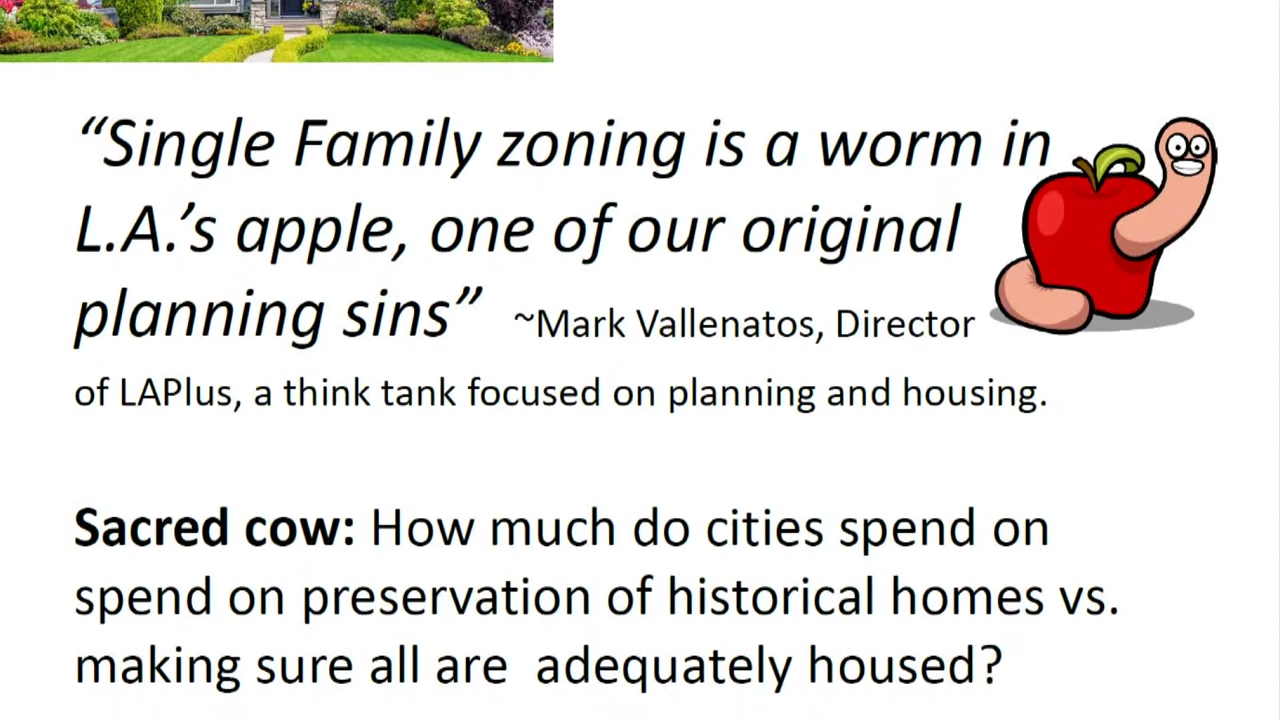 “Single Family zoning is a worm in
L.A.’s apple, one of our original
planning sins” ~Mark Vallenatos, Director
of LAPlus, a think tank focused on planning and housing.
Sacred cow: How much do cities spend on
spend on preservation of historical homes vs.
making sure all are adequately housed?